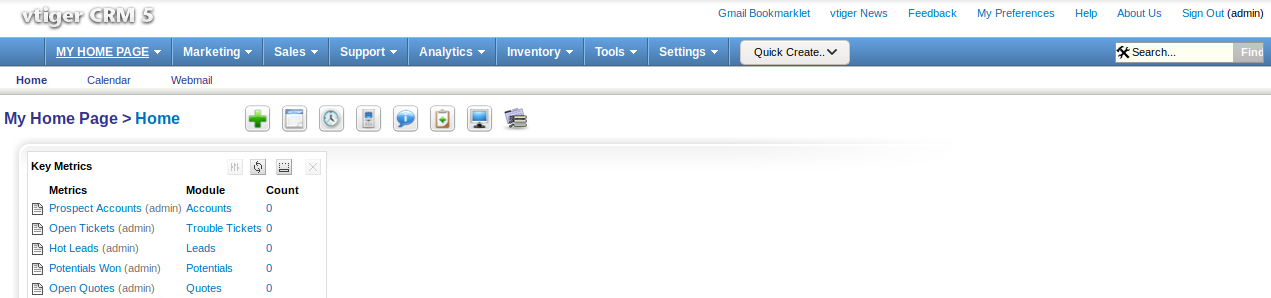 vtiger CRM 5
Gmail Bookmarklet vtiger News Feedback My Preferences Help About Us Sign Out (admin)
MY HOME PAGE Marketing Sales Support Analytics Inventory Tools Settings Quick Create.. Search... Find
Home Calendar Webmail
My Home Page > Home
Key Metrics
Metrics Module Count
Prospect Accounts (admin) Accounts 0
Open Tickets (admin) Trouble Tickets 0
Hot Leads (admin) Leads 0
Potentials Won (admin) Potentials 0
Open Quotes (admin) Quotes 0